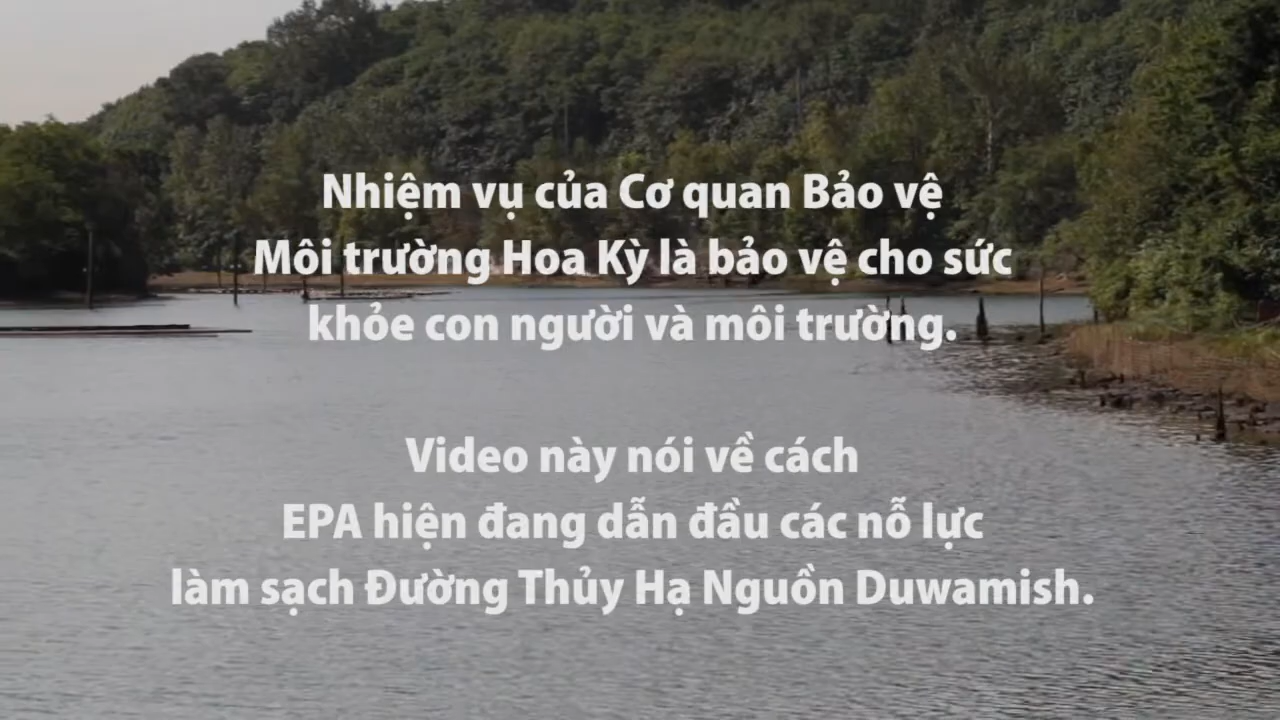 Nhiệm vụ của Cơ quan Bảo vệ
Môi trường Hoa Kỳ là bảo vệ cho sức
khỏe con người và môi trường.
Video này nói về cách
EPA hiện đang dẫn đầu các nỗ lực
làm sạch Đường Thủy Hạ Nguồn Duwamish.